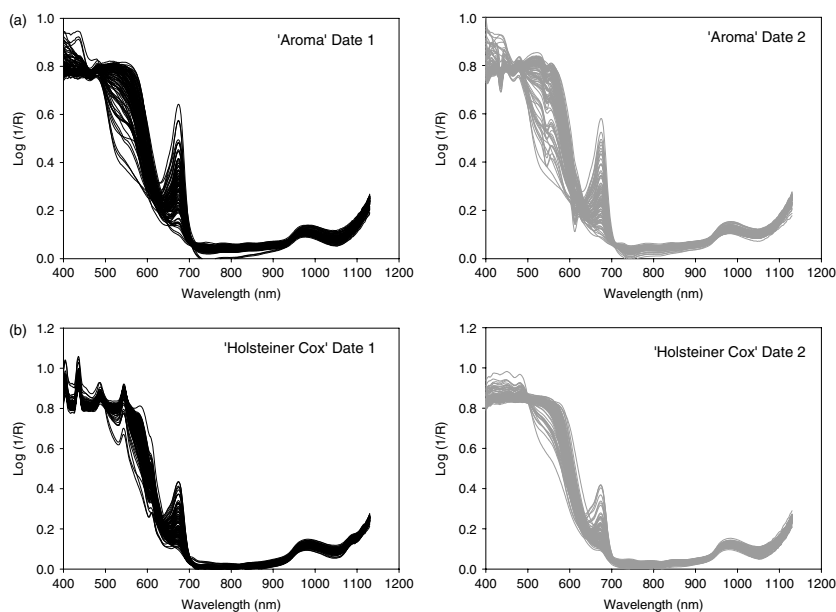 (a)
'Aroma' Date 1
Log (1/R)
1.0
0.8
0.6
0.4
0.2
0.0
400 500 600 700 800 900 1000 1100 1200
Wavelength (nm)
'Aroma' Date 2
Log (1/R)
1.0
0.8
0.6
0.4
0.2
0.0
400 500 600 700 800 900 1000 1100 1200
Wavelength (nm)
(b)
'Holsteiner Cox' Date 1
Log (1/R)
1.2
1.0
0.8
0.6
0.4
0.2
0.0
400 500 600 700 800 900 1000 1100 1200
Wavelength (nm)
'Holsteiner Cox' Date 2
Log (1/R)
1.2
1.0
0.8
0.6
0.4
0.2
0.0
400 500 600 700 800 900 1000 1100 1200
Wavelength (nm)